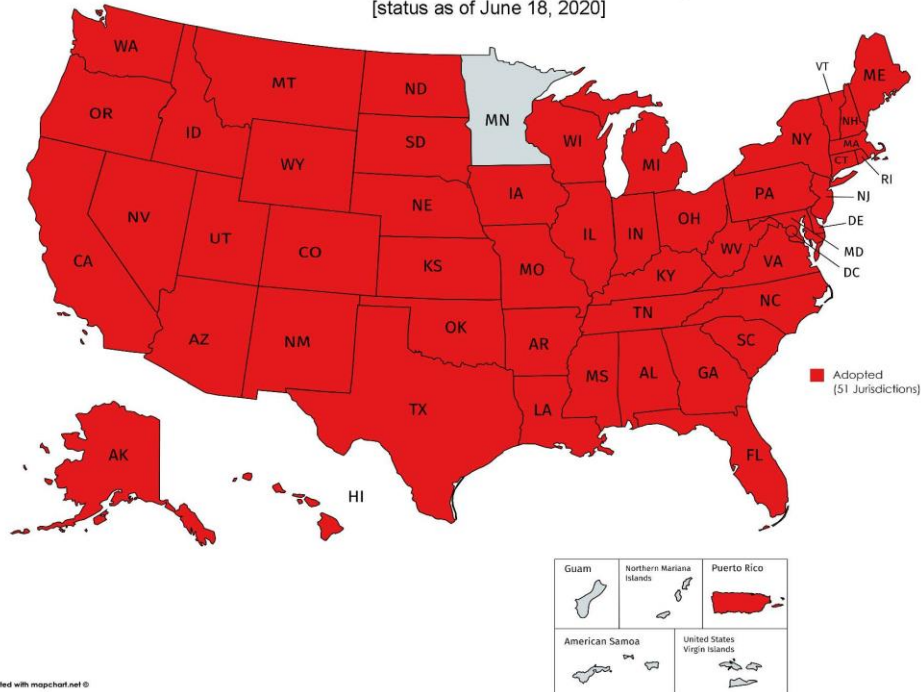 [status as of June 18, 2020]
WA
MT
ND
MN
VT
ME
OR
ID
SD
WI
MI
NY
NH
MA
CT
RI
WY
IA
PA
NJ
NE
NV
UT
CO
IL
IN
OH
DE
MD
DC
WV
VA
CA
KS
MO
KY
NC
TN
OK
AZ
NM
AR
SC
MS
AL
GA
Adopted
(51 Jurisdictions)
TX
LA
FL
AK
HI
Guam
Northern Mariana
Islands
Puerto Rico
American Samoa
United States
Virgin Islands
ted with mapchart.net ©